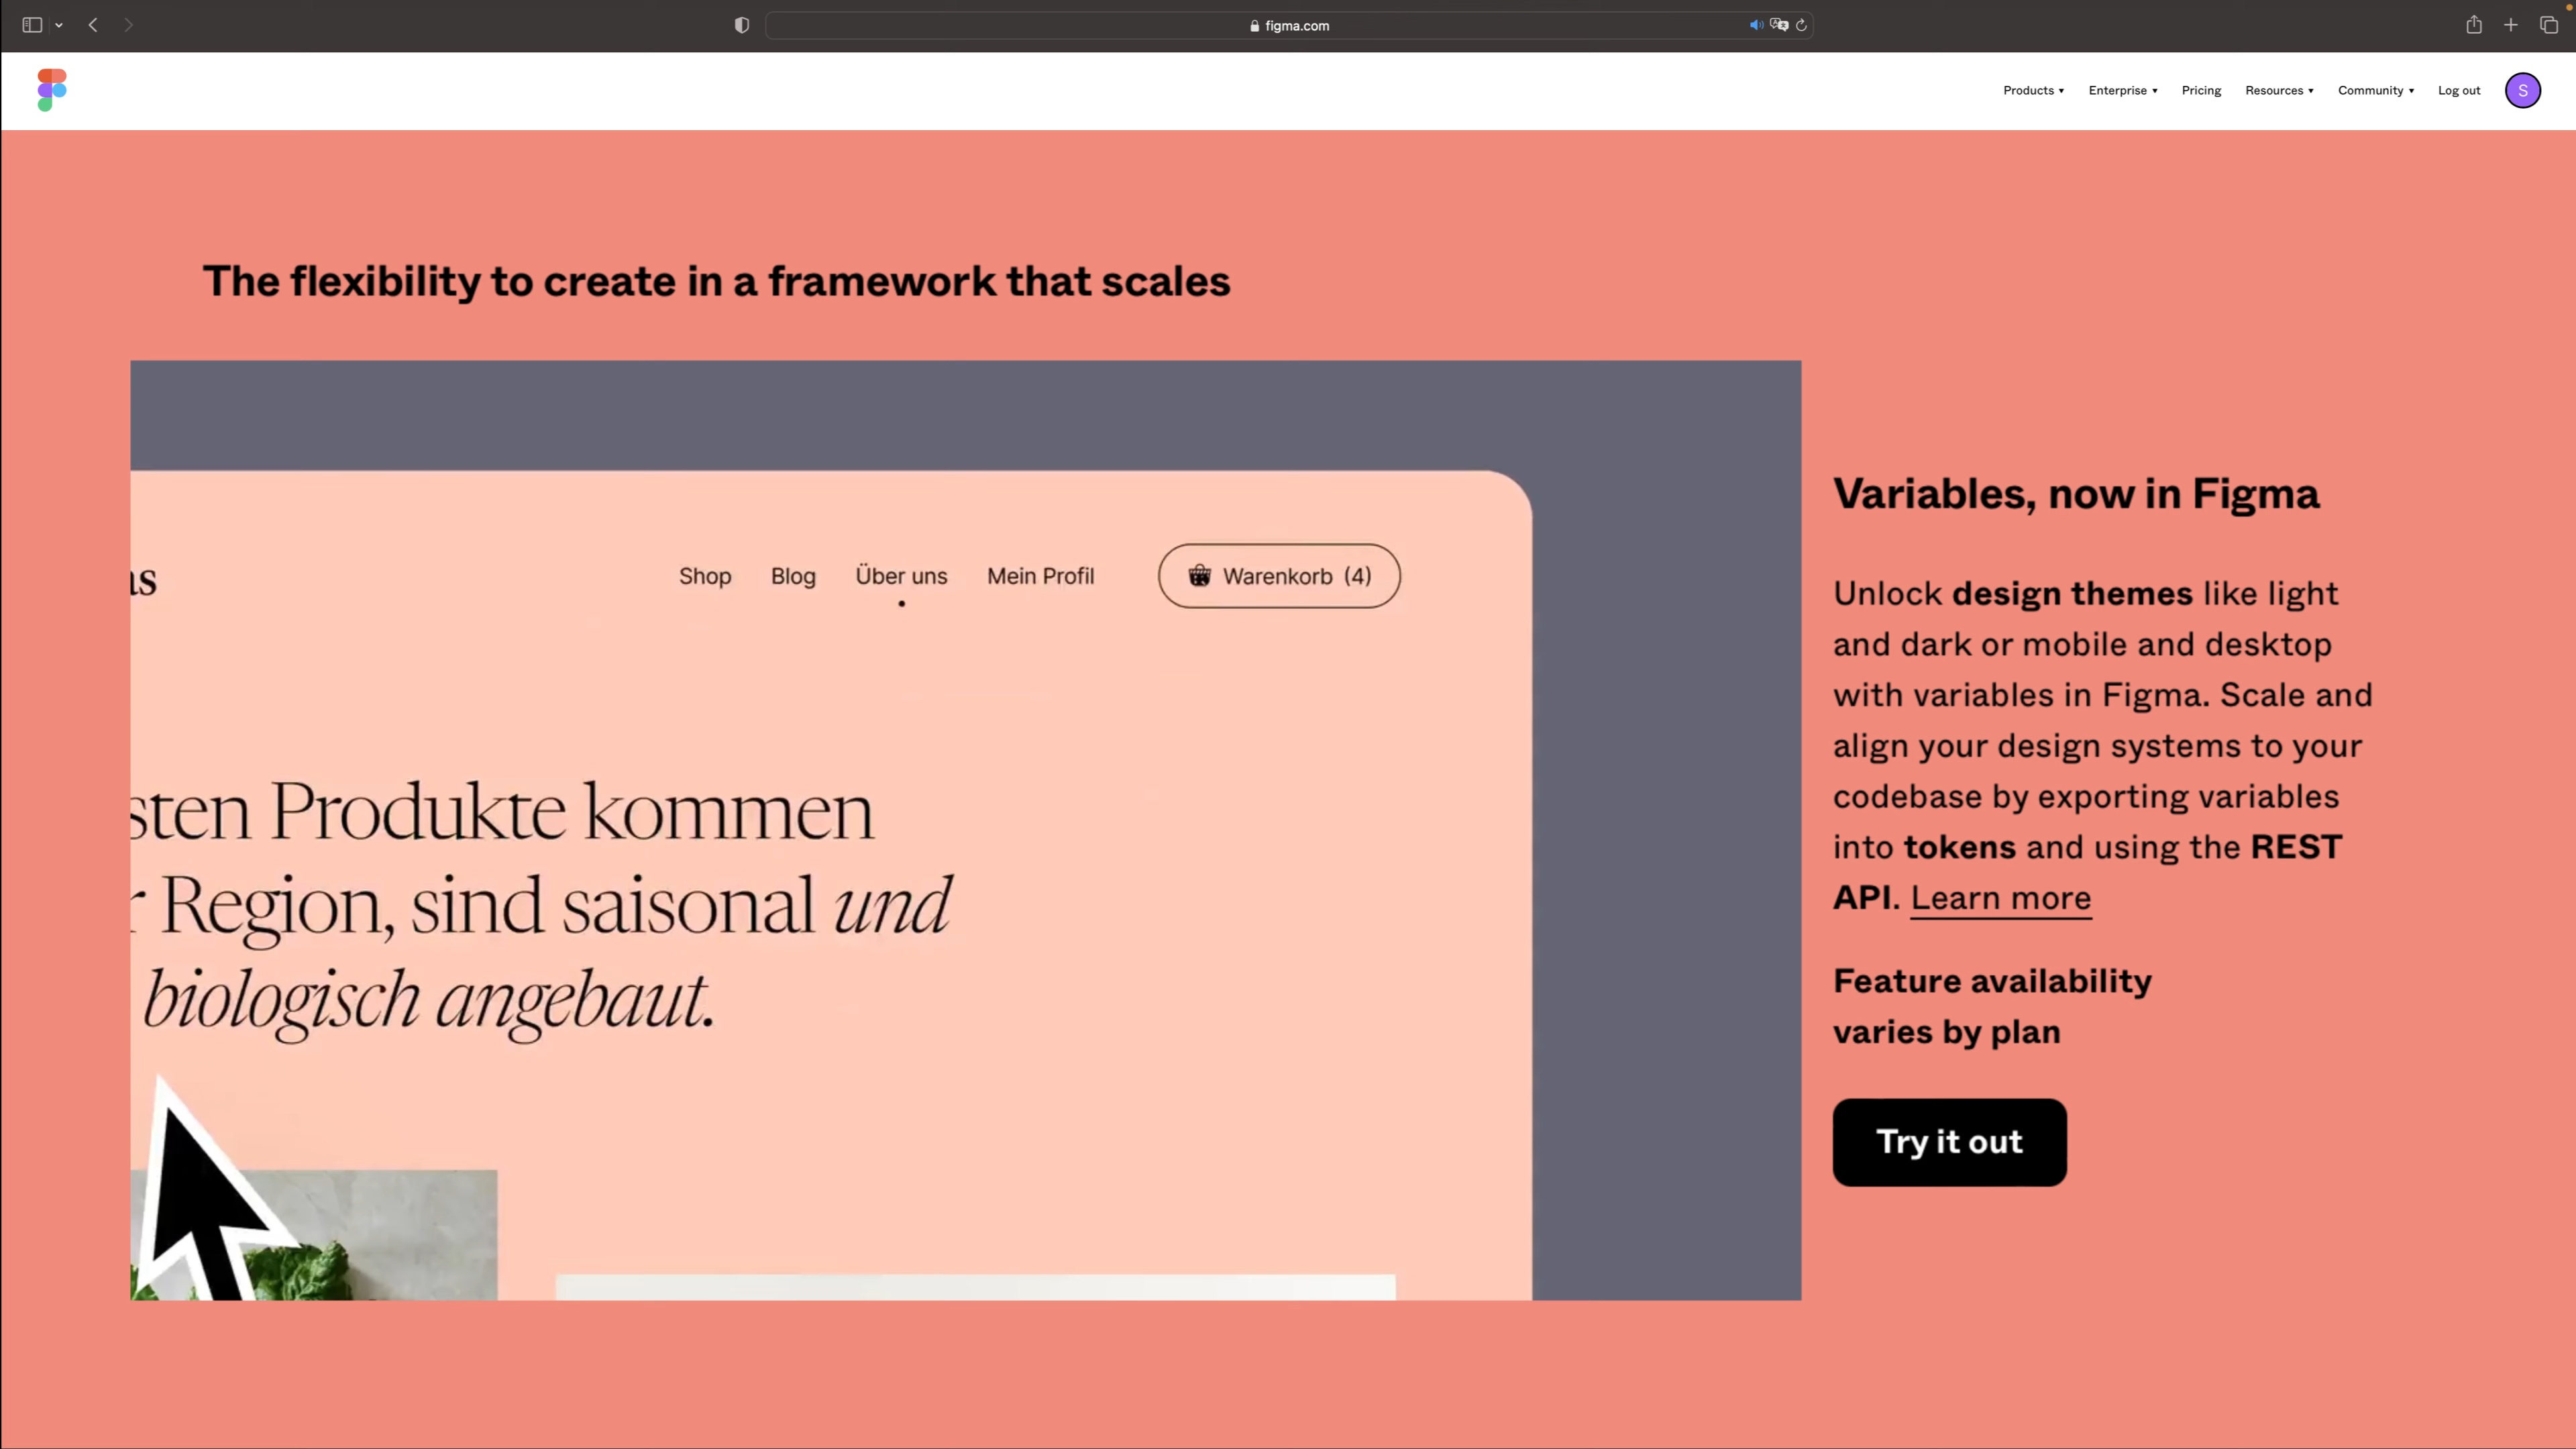 figma.com
Products
Enterprise
Pricing
Resources
Community
Log out
S
The flexibility to create in a framework that scales
as
Shop
Blog
Über uns
Mein Profil
Warenkorb (4)
sten Produkte kommen
r Region, sind saisonal und
biologisch angebaut.
Variables, now in Figma
Unlock design themes like light
and dark or mobile and desktop
with variables in Figma. Scale and
align your design systems to your
codebase by exporting variables
into tokens and using the REST
API. Learn more
Feature availability
varies by plan
Try it out